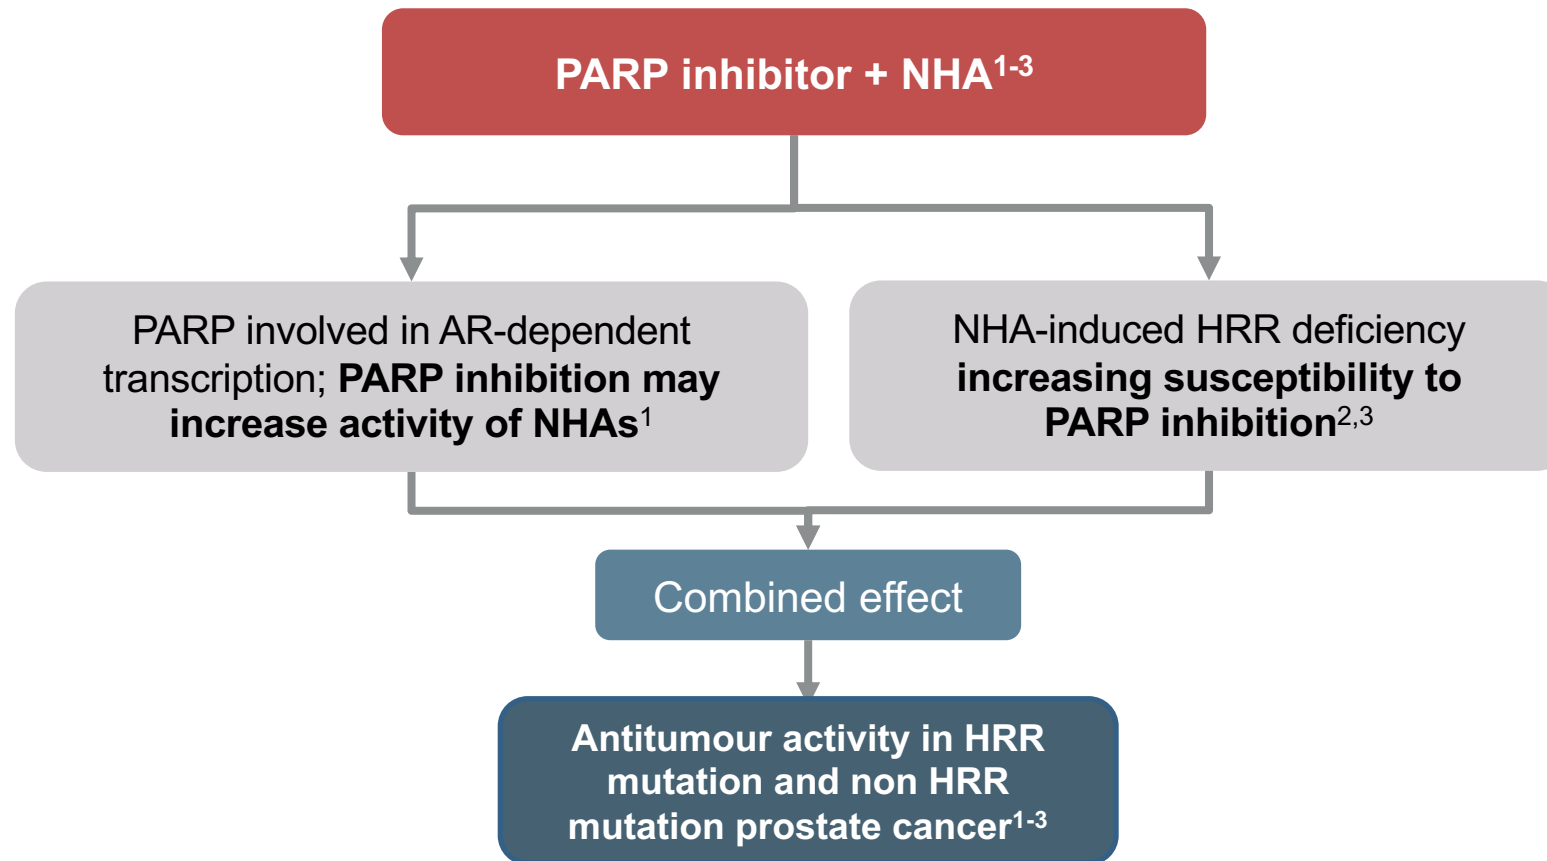 PARP inhibitor + NHA¹⁻³
PARP involved in AR-dependent
transcription; PARP inhibition may
increase activity of NHAs¹
NHA-induced HRR deficiency
increasing susceptibility to
PARP inhibition²,³
Combined effect
Antitumour activity in HRR
mutation and non HRR
mutation prostate cancer¹⁻³